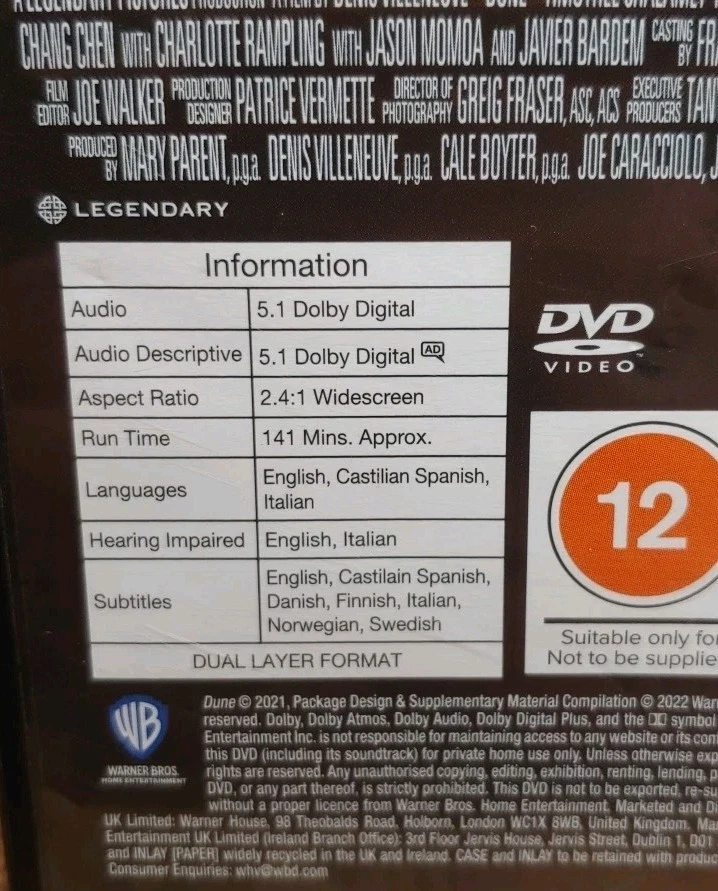 CHANG CHEN WITH CHARLOTTE RAMPLING WITH JASON MOMOA AND JAVIER BARDEM CASTING BY
FILM EDITOR JOE WALKER PRODUCTION DESIGNER PATRICE VERMETTE DIRECTOR OF PHOTOGRAPHY GREIG FRASER, ASC, ACS EXECUTIVE PRODUCERS
PRODUCED BY MARY PARENT, p.g.a. DENIS VILLENEUVE, p.g.a. CALE BOYTER, p.g.a. JOE CARACCIOLO,
LEGENDARY
Information
Audio 5.1 Dolby Digital
Audio Descriptive 5.1 Dolby Digital AD
Aspect Ratio 2.4:1 Widescreen
Run Time 141 Mins. Approx.
Languages English, Castilian Spanish,
Italian
Hearing Impaired English, Italian
Subtitles English, Castilain Spanish,
Danish, Finnish, Italian,
Norwegian, Swedish
DUAL LAYER FORMAT
DVD
VIDEO
12
Suitable only for
Not to be supplie
WB
WARNER BROS.
HOME ENTERTAINMENT
Dune © 2021, Package Design & Supplementary Material Compilation © 2022 Warn
reserved. Dolby, Dolby Atmos, Dolby Audio, Dolby Digital Plus, and the symbol
Entertainment Inc. is not responsible for maintaining access to any website or its con
this DVD (including its soundtrack) for private home use only. Unless otherwise exp
rights are reserved. Any unauthorised copying, editing, exhibition, renting, lending, p
DVD, or any part thereof, is strictly prohibited. This DVD is not to be exported, re-su
without a proper licence from Warner Bros. Home Entertainment. Marketed and Di
UK Limited: Warner House, 98 Theobalds Road, Holborn, London WC1X 8WB, United Kingdom. Ma
Entertainment UK Limited (Ireland Branch Office): 3rd Floor Jervis House, Jervis Street, Dublin 1, D01
and INLAY [PAPER] widely recycled in the UK and Ireland. CASE and INLAY to be retained with produc
Consumer Enquiries: whv@wbd.com